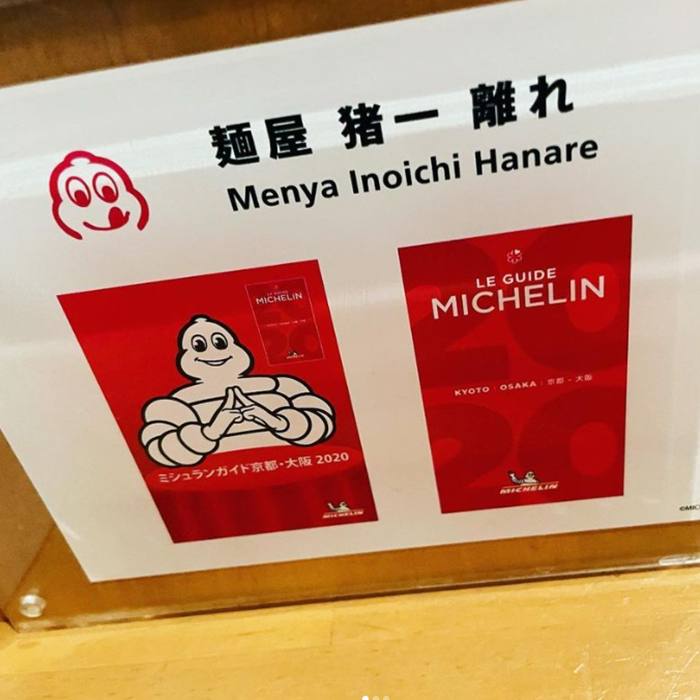 麺屋 猪一 離れ
Menya Inoichi Hanare
LE GUIDE
MICHELIN
ミシュランガイド京都・大阪 2020
MICHELIN
LE GUIDE
MICHELIN
2020
KYOTO | OSAKA | 京都・大阪
MICHELIN